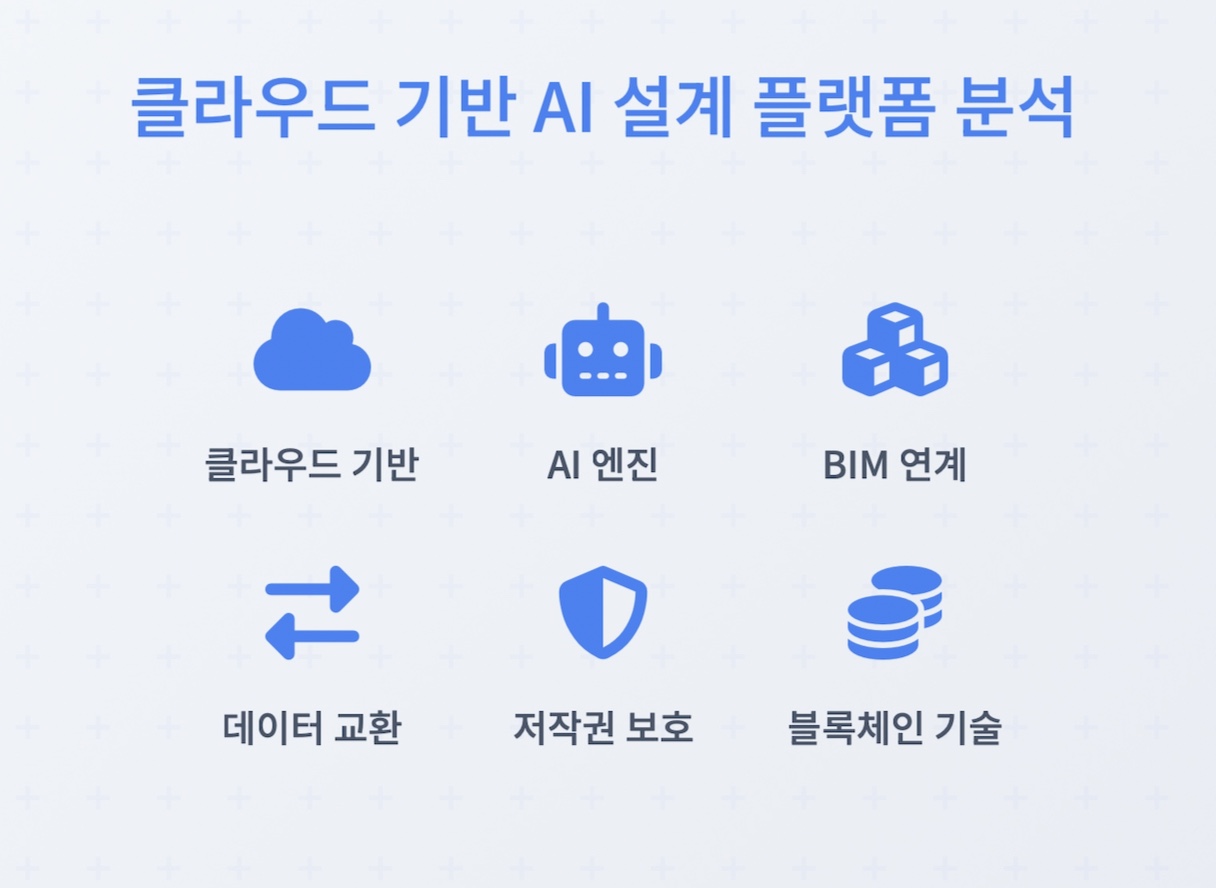 클라우드 기반 AI 설계 플랫폼 분석
클라우드 기반
AI 엔진
BIM 연계
데이터 교환
저작권 보호
블록체인 기술